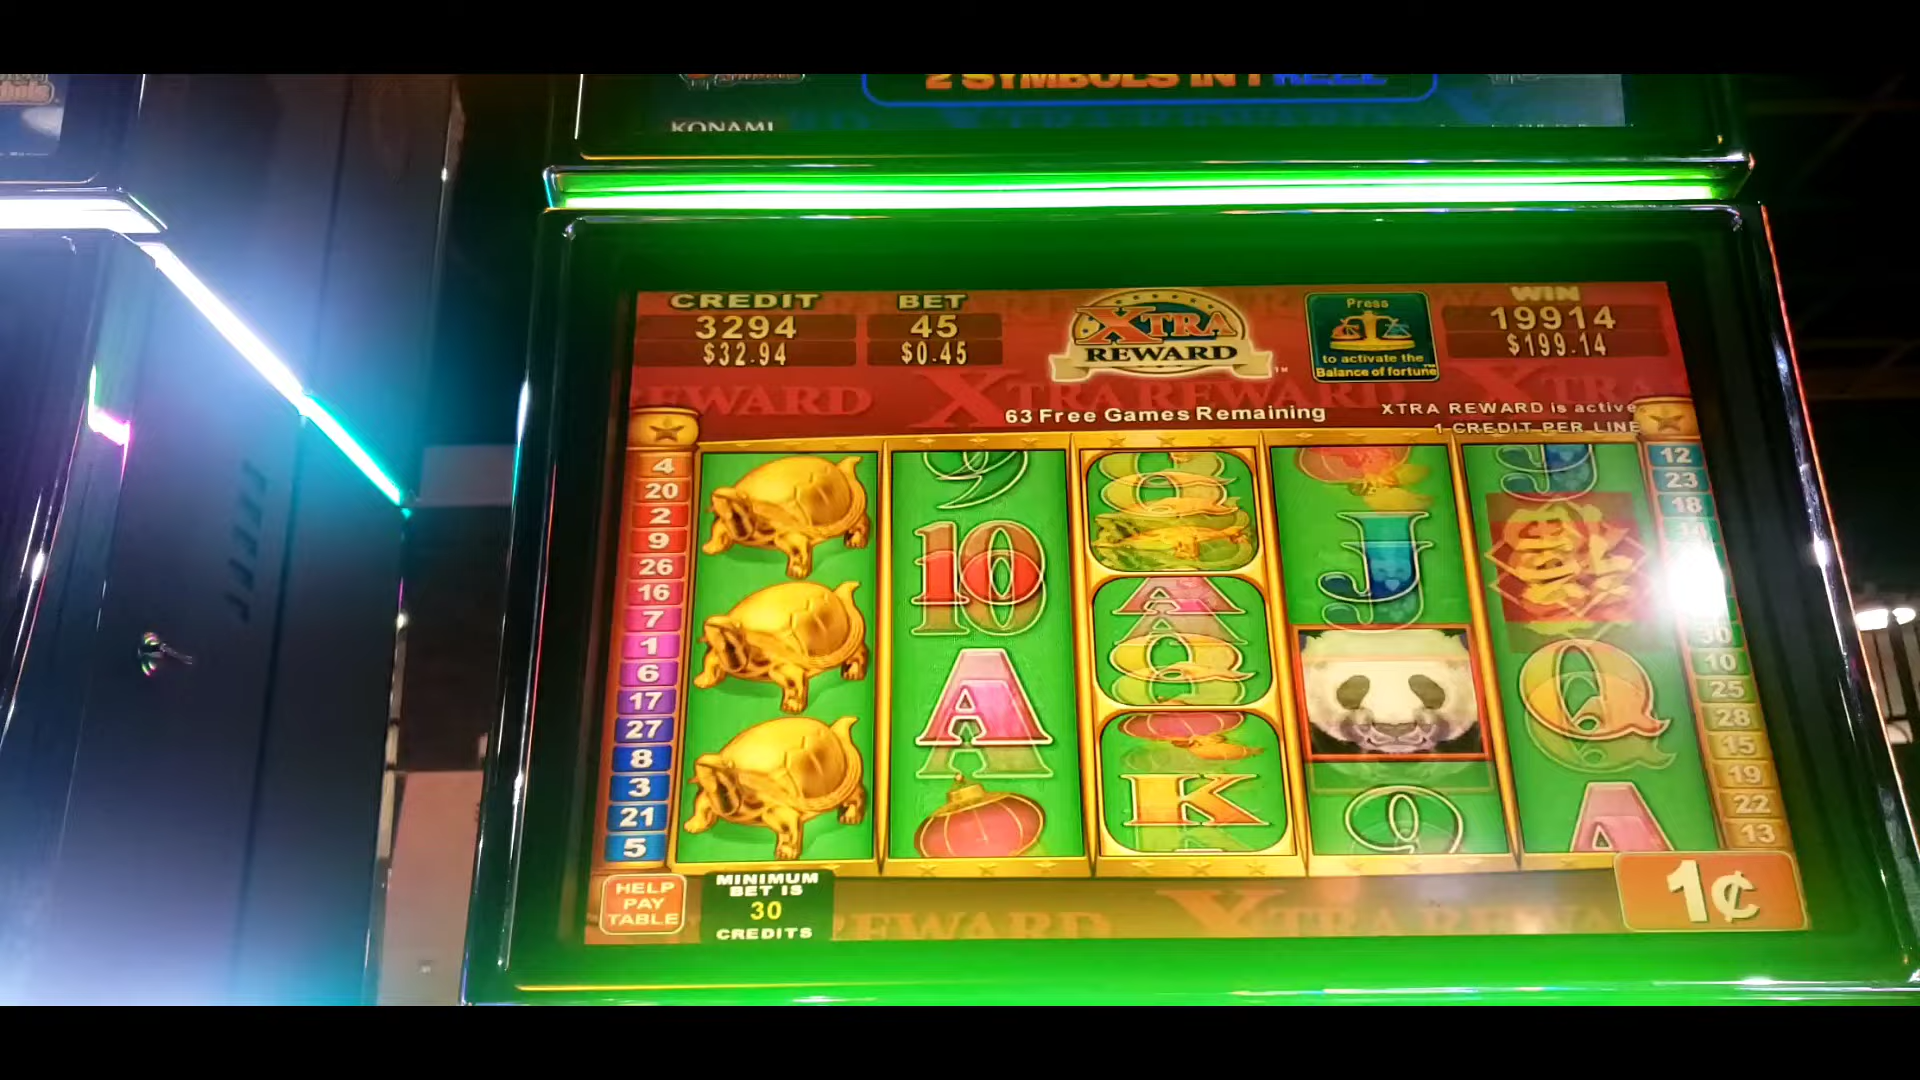 2 SYMBOLS IN 1 REEL
KONAMI
CREDIT
3294
$32.94
BET
45
$0.45
XTRA
REWARD
Press
to activate the
Balance of fortune
WIN
19914
$199.14
63 Free Games Remaining
XTRA REWARD is active
1 CREDIT PER LINE
4
20
2
9
26
16
7
1
6
17
27
8
3
21
5
9
10
A
Q
A
Q
K
J
Q
J
Q
A
12
23
18
14
30
10
25
28
15
19
22
13
HELP
PAY
TABLE
MINIMUM
BET IS
30
CREDITS
1¢